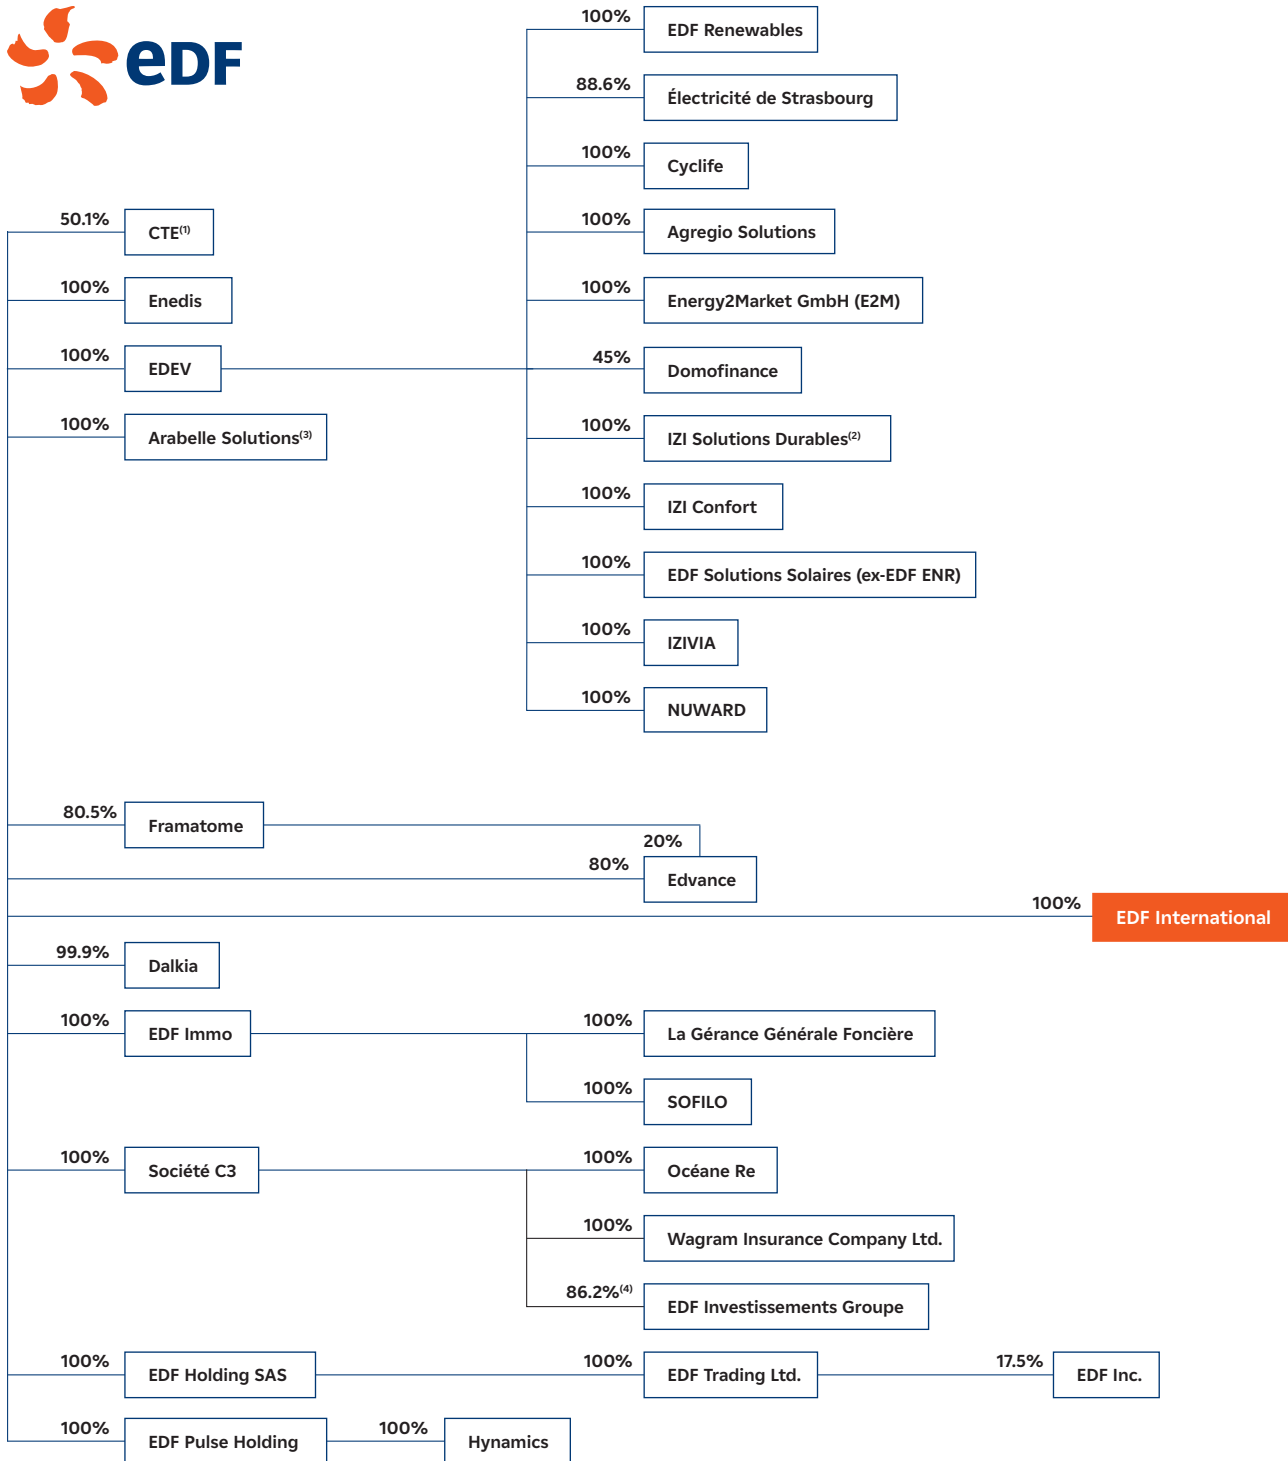 eDF
100%
EDF Renewables
88.6%
Électricité de Strasbourg
100%
Cyclife
50.1%
CTE(1)
100%
Agregio Solutions
100%
Enedis
100%
Energy2Market GmbH (E2M)
100%
EDEV
45%
Domofinance
100%
Arabelle Solutions(3)
100%
IZI Solutions Durables(2)
100%
IZI Confort
100%
EDF Solutions Solaires (ex-EDF ENR)
100%
IZIVIA
100%
NUWARD
80.5%
Framatome
20%
80%
Edvance
100%
EDF International
99.9%
Dalkia
100%
EDF Immo
100%
La Gérance Générale Foncière
100%
SOFILO
100%
Société C3
100%
Océane Re
100%
Wagram Insurance Company Ltd.
86.2%(4)
EDF Investissements Groupe
100%
EDF Holding SAS
100%
EDF Trading Ltd.
17.5%
EDF Inc.
100%
EDF Pulse Holding
100%
Hynamics